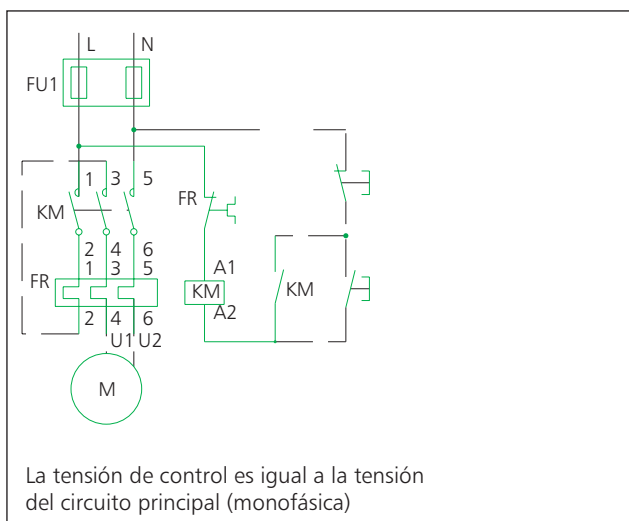 L N
FU1
1 3 5
KM
FR
2 4 6
1 3 5
FR
A1
KM
KM
A2
2 4 6
U1 U2
M
La tensión de control es igual a la tensión
del circuito principal (monofásica)